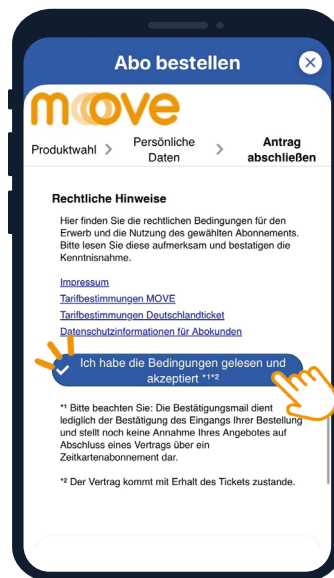 Abo bestellen
moove
Produktwahl > Persönliche Daten > Antrag abschließen
Rechtliche Hinweise
Hier finden Sie die rechtlichen Bedingungen für den
Erwerb und die Nutzung des gewählten Abonnements.
Bitte lesen Sie diese aufmerksam und bestatigen die
Kenntnisnahme.
Impressum
Tarifbestimmungen MOVE
Tarifbestimmungen Deutschlandticket
Datenschutzinformationen für Abokunden
Ich habe die Bedingungen gelesen und
akzeptiert *¹*²
*¹ Bitte beachten Sie: Die Bestätigungsmail dient
lediglich der Bestätigung des Eingangs Ihrer Bestellung
und stellt noch keine Annahme Ihres Angebotes auf
Abschluss eines Vertrags über ein
Zeitkartenabonnement dar.
*² Der Vertrag kommt mit Erhalt des Tickets zustande.